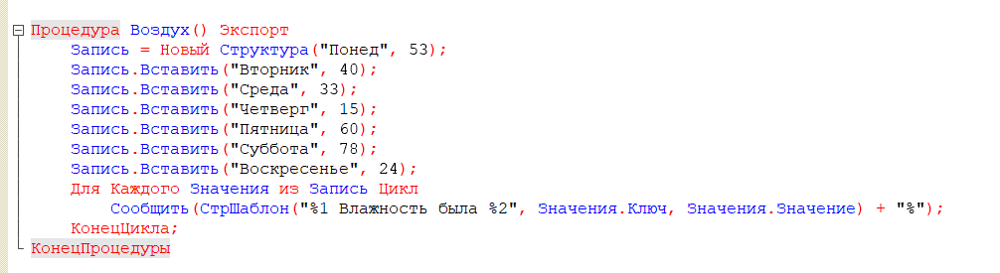 Процедура Воздух() Экспорт
Запись = Новый Структура("Понед", 53);
Запись.Вставить("Вторник", 40);
Запись.Вставить("Среда", 33);
Запись.Вставить("Четверг", 15);
Запись.Вставить("Пятница", 60);
Запись.Вставить("Суббота", 78);
Запись.Вставить("Воскресенье", 24);
Для Каждого Значения из Запись Цикл
Сообщить(СтрШаблон("%1 Влажность была %2", Значения.Ключ, Значения.Значение) + "%");
КонецЦикла;
КонецПроцедуры